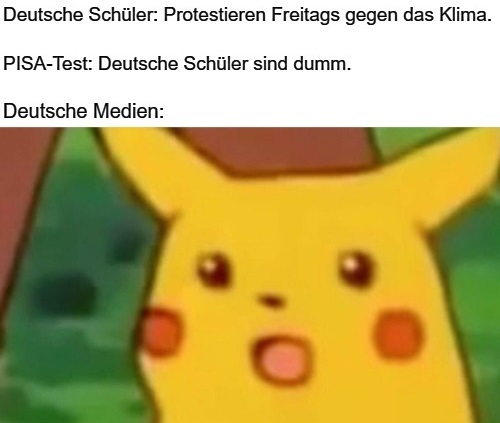 Deutsche Schüler: Protestieren Freitags gegen das Klima.
PISA-Test: Deutsche Schüler sind dumm.
Deutsche Medien: